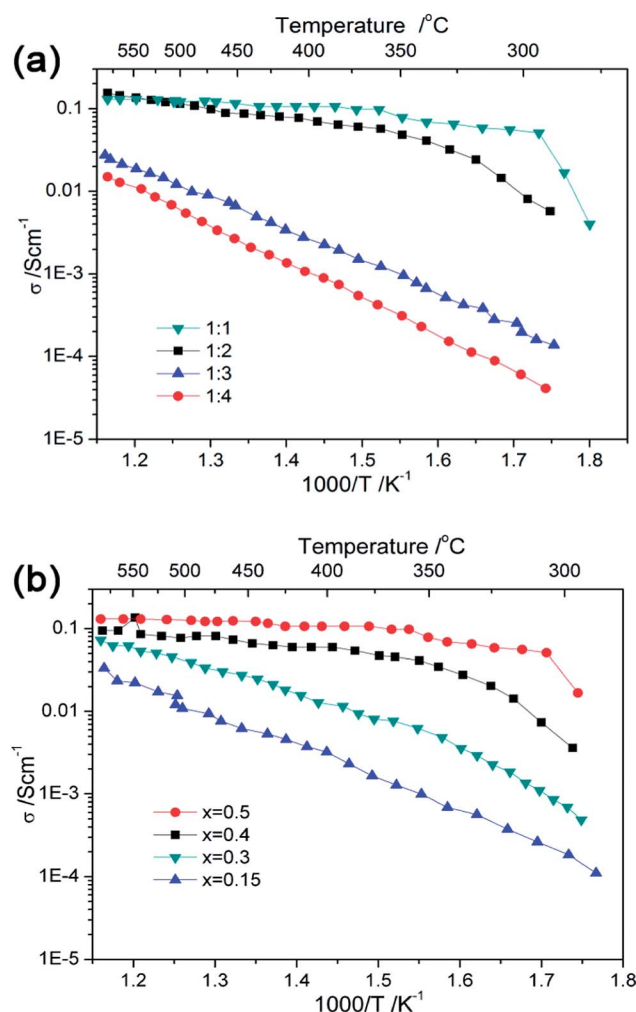 Temperature /°C
(a)
550 500 450 400 350 300
0.1
0.01
1E-3
1E-4
1E-5
σ /Scm⁻¹
1:1
1:2
1:3
1:4
1.2 1.3 1.4 1.5 1.6 1.7 1.8
1000/T /K⁻¹
Temperature /°C
(b)
550 500 450 400 350 300
0.1
0.01
1E-3
1E-4
1E-5
σ /Scm⁻¹
x=0.5
x=0.4
x=0.3
x=0.15
1.2 1.3 1.4 1.5 1.6 1.7 1.8
1000/T /K⁻¹